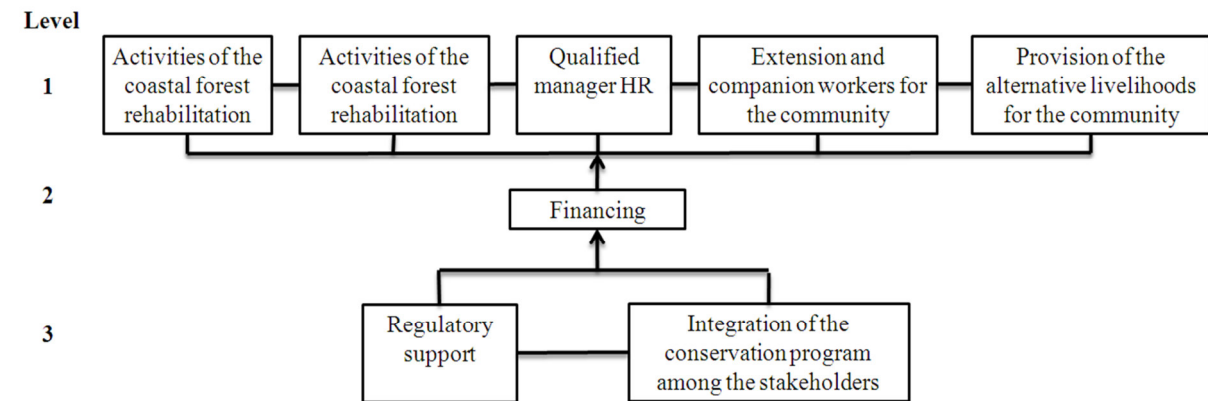 Level
1
Activities of the
coastal forest
rehabilitation
Activities of the
coastal forest
rehabilitation
Qualified
manager HR
Extension and
companion workers for
the community
Provision of the
alternative livelihoods
for the community
2
Financing
3
Regulatory
support
Integration of the
conservation program
among the stakeholders